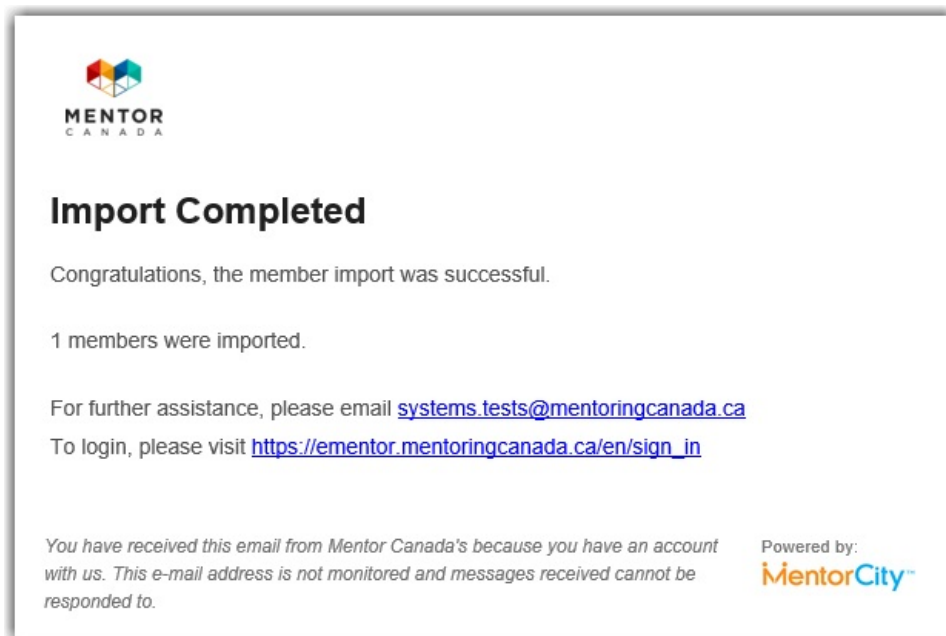 MENTOR
CANADA
Import Completed
Congratulations, the member import was successful.
1 members were imported.
For further assistance, please email systems.tests@mentoringcanada.ca
To login, please visit https://ementor.mentoringcanada.ca/en/sign_in
You have received this email from Mentor Canada's because you have an account
with us. This e-mail address is not monitored and messages received cannot be
responded to.
Powered by:
MentorCity™